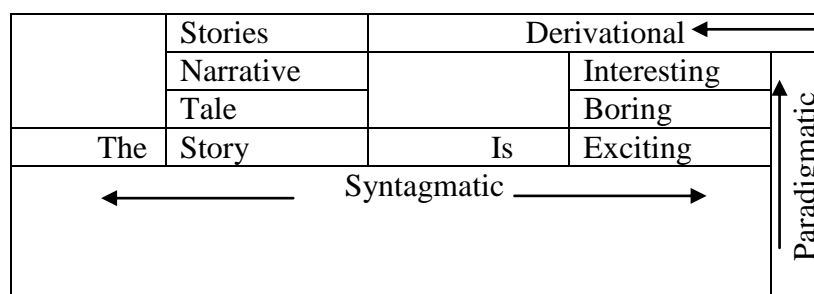 Stories Derivational
Narrative Interesting
Tale Boring
The Story Is Exciting
Syntagmatic
Paradigmatic